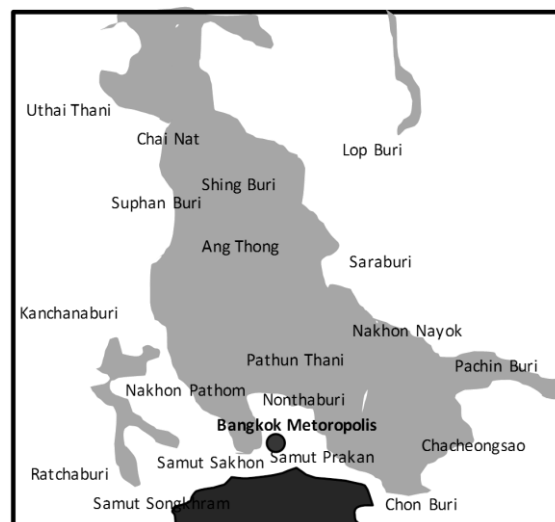 Uthai Thani
Chai Nat
Lop Buri
Shing Buri
Suphan Buri
Ang Thong
Saraburi
Kanchanaburi
Nakhon Nayok
Pathun Thani
Pachin Buri
Nakhon Pathom
Nonthaburi
Bangkok Metoropolis
Chacheongsao
Samut Sakhon
Samut Prakan
Ratchaburi
Samut Songkhram
Chon Buri